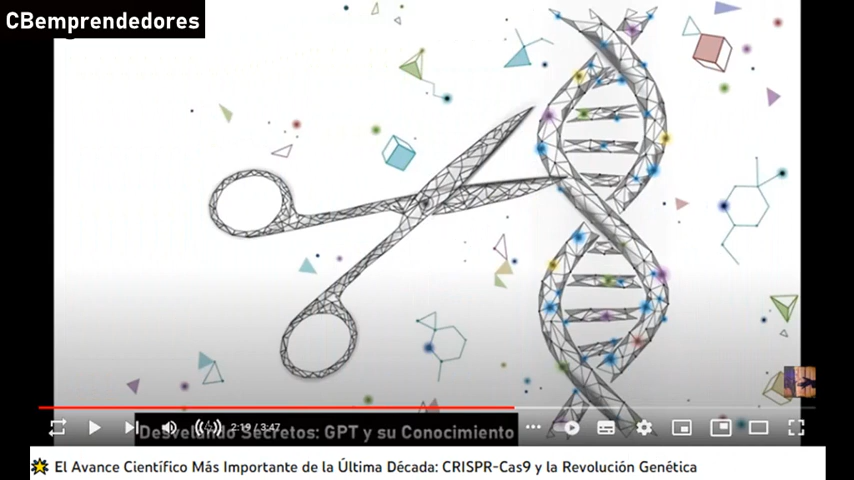 CBemprendedores
2:19 / 3:47
Desvelando Secretos: GPT y su Conocimiento
El Avance Científico Más Importante de la Última Década: CRISPR-Cas9 y la Revolución Genética